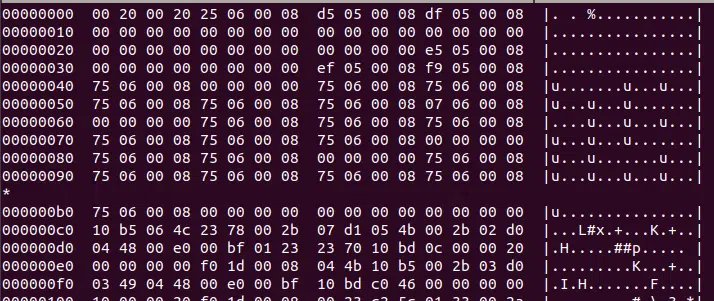 00000000  00 20 00 20 25 06 00 08  d5 05 00 08 df 05 00 08  |. . %...........|
00000010  00 00 00 00 00 00 00 00  00 00 00 00 00 00 00 00  |................|
00000020  00 00 00 00 00 00 00 00  00 00 00 00 e5 05 00 08  |................|
00000030  00 00 00 00 00 00 00 00  ef 05 00 08 f9 05 00 08  |................|
00000040  75 06 00 08 00 00 00 00  75 06 00 08 75 06 00 08  |u.......u...u...|
00000050  75 06 00 08 75 06 00 08  75 06 00 08 07 06 00 08  |u...u...u.......|
00000060  00 00 00 00 75 06 00 08  75 06 00 08 75 06 00 08  |....u...u...u...|
00000070  75 06 00 08 75 06 00 08  75 06 00 08 00 00 00 00  |u...u...u.......|
00000080  75 06 00 08 75 06 00 08  00 00 00 00 75 06 00 08  |u...u.......u...|
00000090  75 06 00 08 75 06 00 08  75 06 00 08 75 06 00 08  |u...u...u...u...|
*
000000b0  75 06 00 08 00 00 00 00  00 00 00 00 00 00 00 00  |u...............|
000000c0  10 b5 06 4c 23 78 00 2b  07 d1 05 4b 00 2b 02 d0  |...L#x.+...K.+..|
000000d0  04 48 00 e0 00 bf 01 23  23 70 10 bd 0c 00 00 20  |.H.....##p..... |
000000e0  00 00 00 00 f0 1d 00 08  04 4b 10 b5 00 2b 03 d0  |.........K...+..|
000000f0  03 49 04 48 00 e0 00 bf  10 bd c0 46 00 00 00 00  |.I.H.......F....|